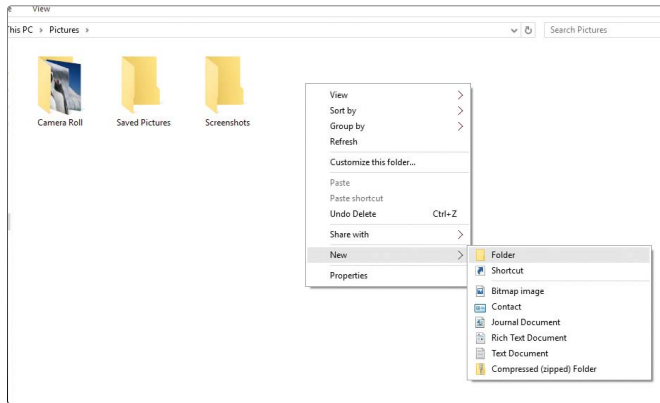 View
This PC > Pictures >
Search Pictures
Camera Roll
Saved Pictures
Screenshots
View
Sort by
Group by
Refresh
Customize this folder...
Paste
Paste shortcut
Undo Delete Ctrl+Z
Share with
New
Properties
Folder
Shortcut
Bitmap image
Contact
Journal Document
Rich Text Document
Text Document
Compressed (zipped) Folder